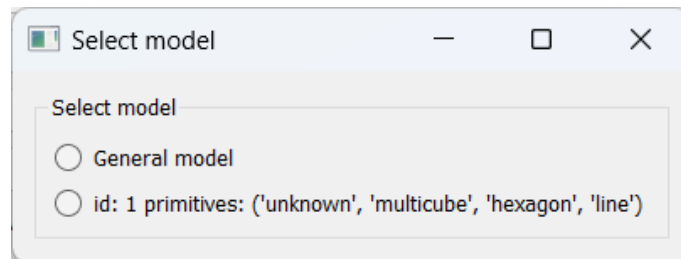 Select model
Select model
General model
id: 1 primitives: ('unknown', 'multicube', 'hexagon', 'line')